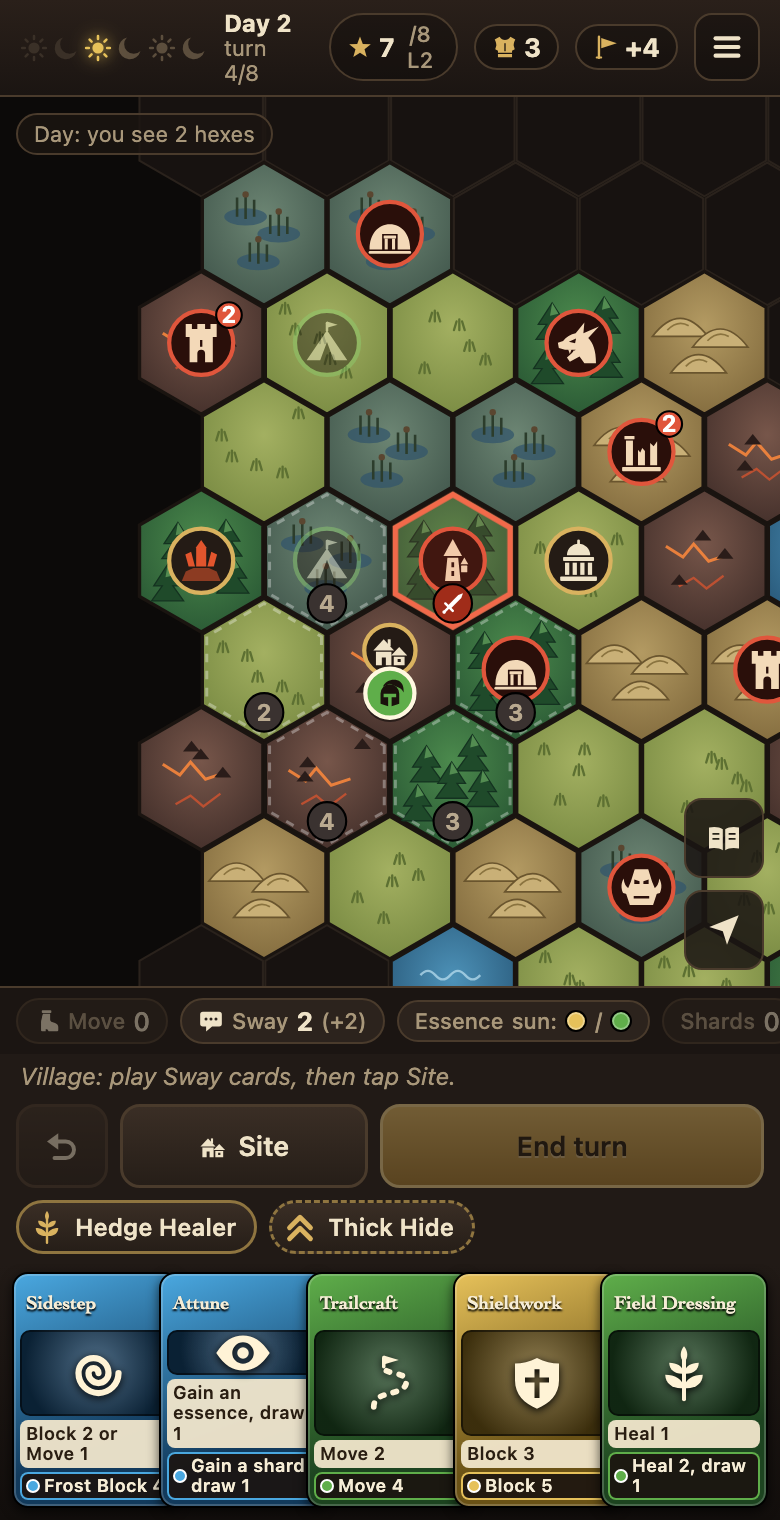 Day 2
turn
4/8
7 /8
L2
3
+4
Day: you see 2 hexes
2
2
4
2
3
4
3
Move 0
Sway 2 (+2)
Essence sun: /
Shards 0
Village: play Sway cards, then tap Site.
Site
End turn
Hedge Healer
Thick Hide
Sidestep
Block 2 or
Move 1
Frost Block 4
Attune
Gain an
essence, draw
1
Gain a shard
draw 1
Trailcraft
Move 2
Move 4
Shieldwork
Block 3
Block 5
Field Dressing
Heal 1
Heal 2, draw
1